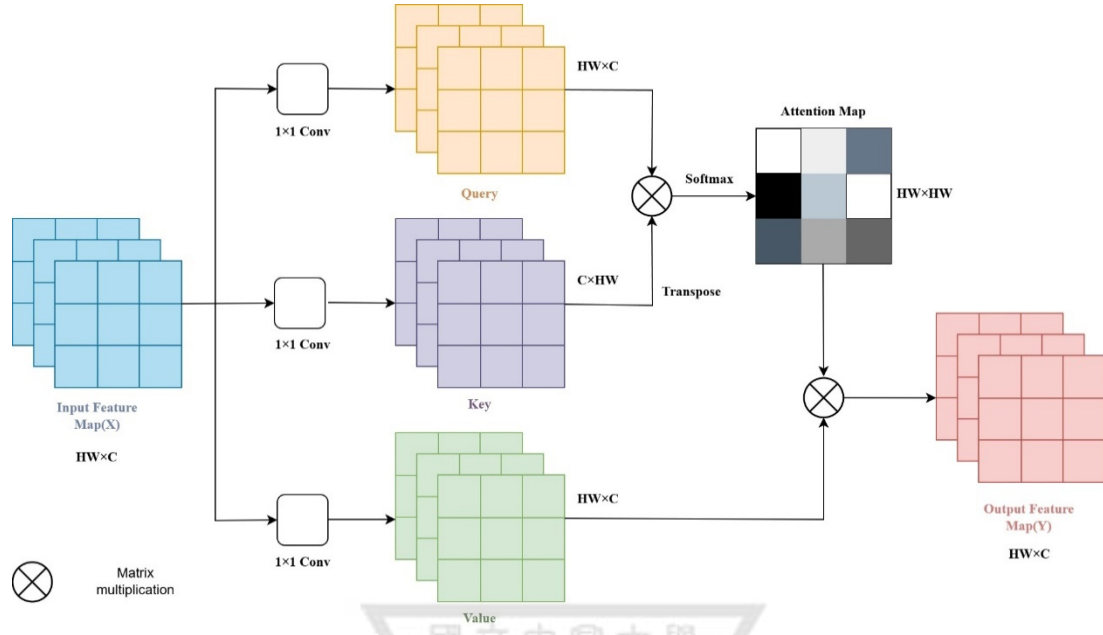 HW×C
1×1 Conv
Query
Attention Map
Softmax
HW×HW
C×HW
Transpose
1×1 Conv
Key
Input Feature
Map(X)
HW×C
HW×C
1×1 Conv
Value
Output Feature
Map(Y)
HW×C
Matrix
multiplication